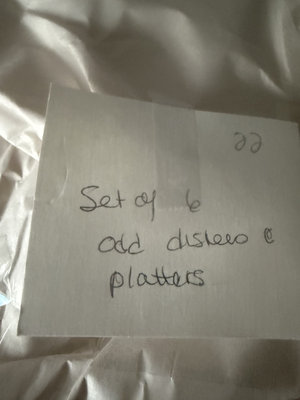 22
Set of 6
odd dishes &
platters